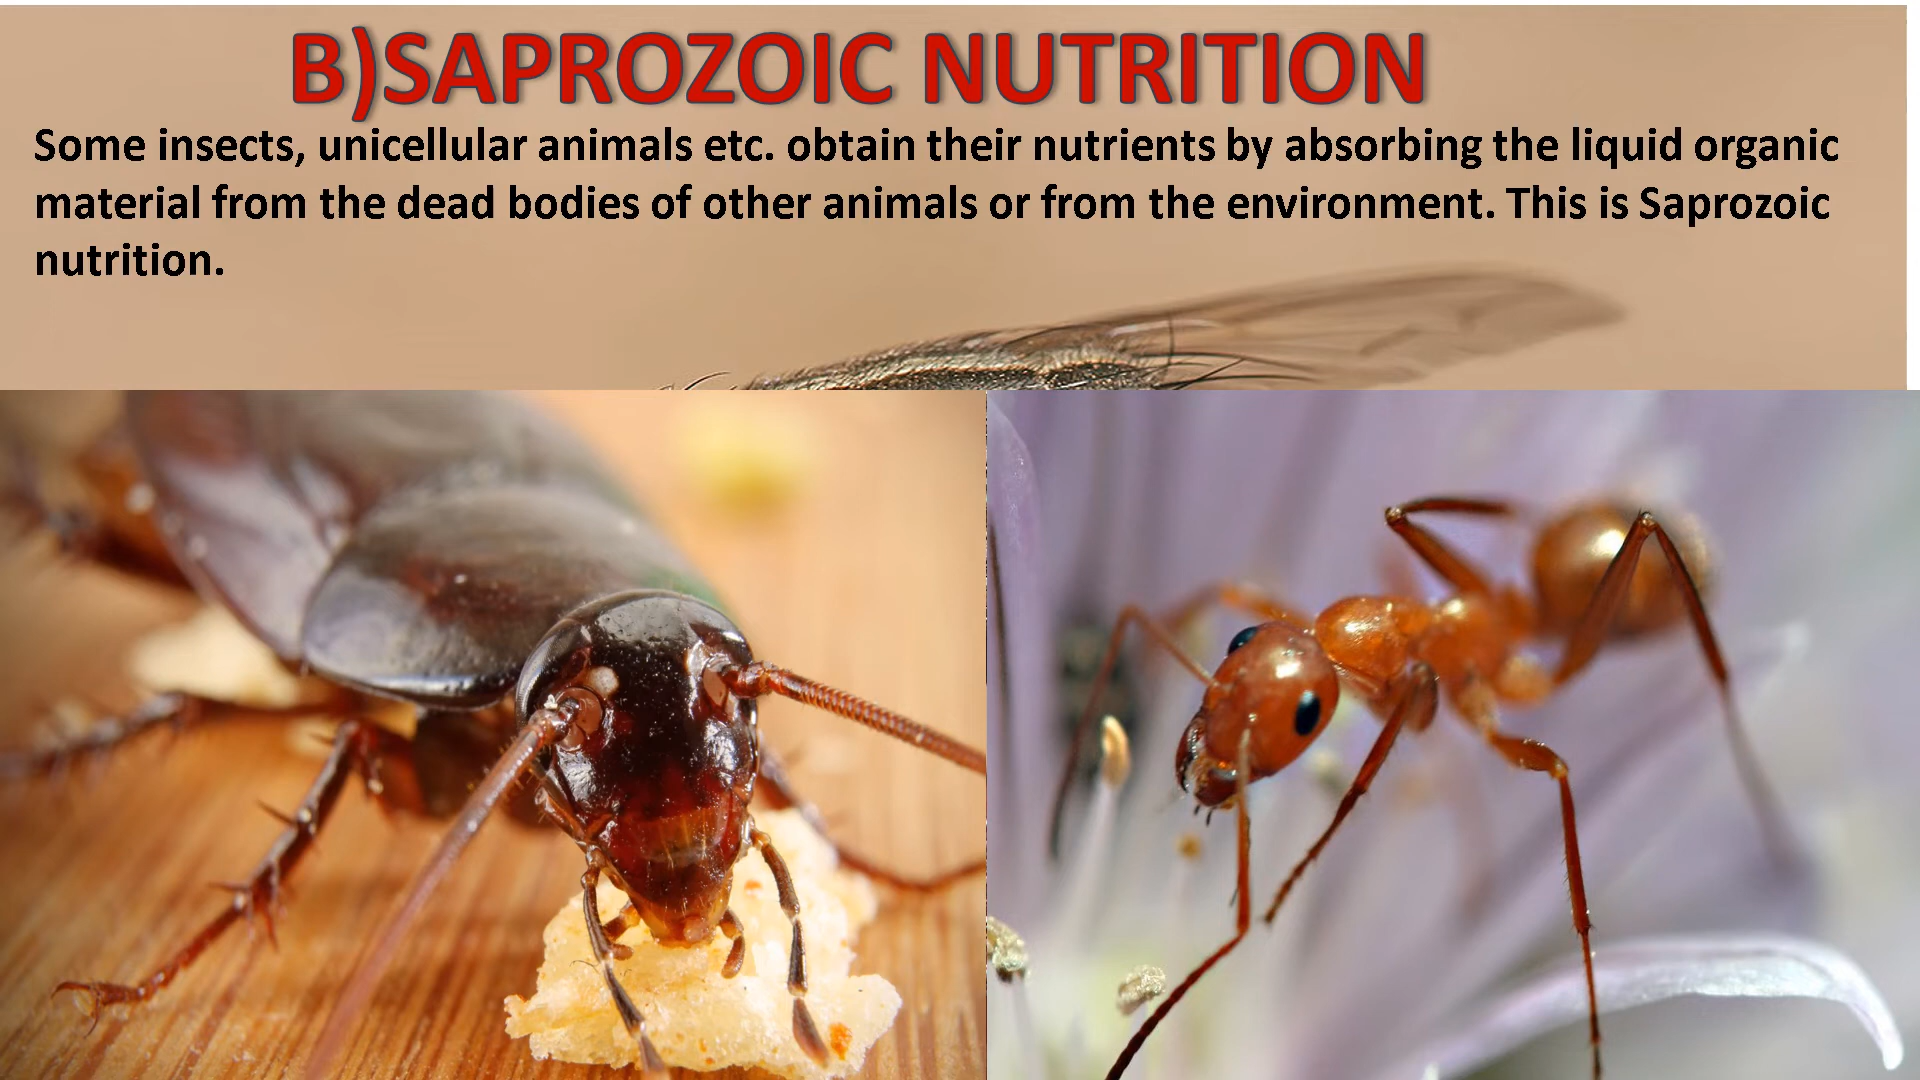 B)SAPROZOIC NUTRITION
Some insects, unicellular animals etc. obtain their nutrients by absorbing the liquid organic
material from the dead bodies of other animals or from the environment. This is Saprozoic
nutrition.